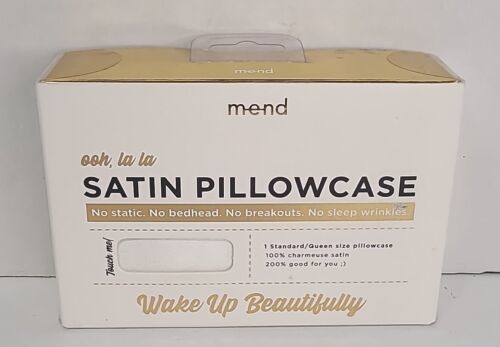 mend
mend
ooh, la la
SATIN PILLOWCASE
No static. No bedhead. No breakouts. No sleep wrinkles.
Touch me!
1 Standard/Queen size pillowcase
100% charmeuse satin
200% good for you ;)
Wake Up Beautifully